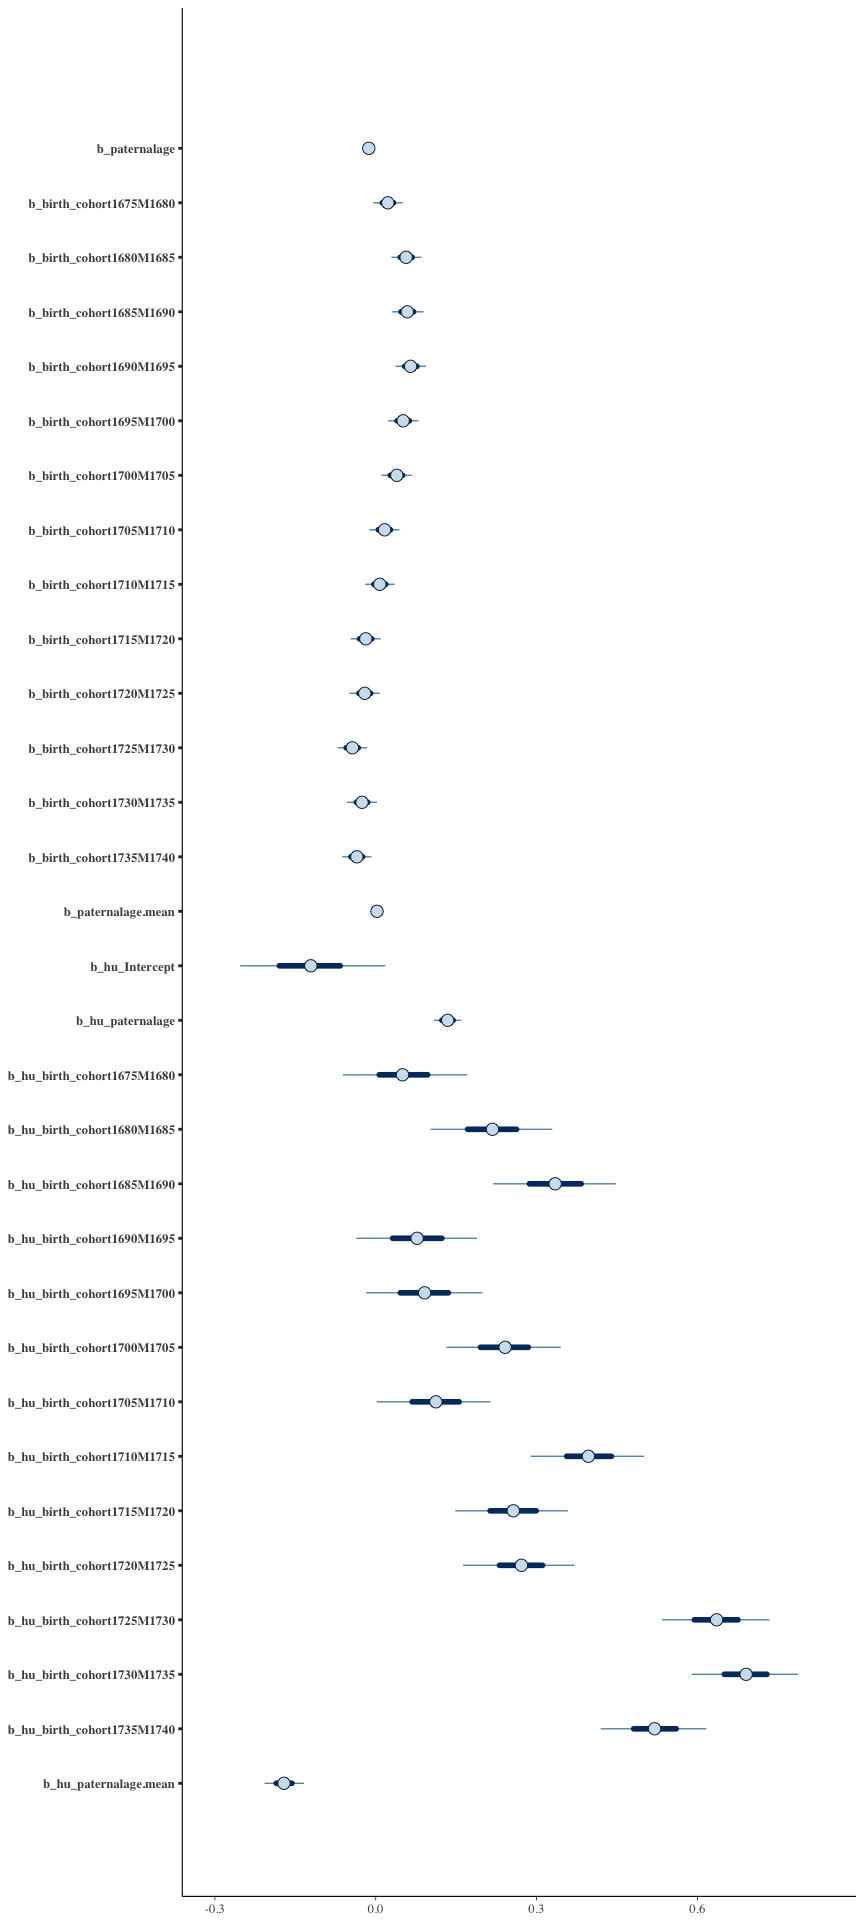 b_paternalage
b_birth_cohort1675M1680
b_birth_cohort1680M1685
b_birth_cohort1685M1690
b_birth_cohort1690M1695
b_birth_cohort1695M1700
b_birth_cohort1700M1705
b_birth_cohort1705M1710
b_birth_cohort1710M1715
b_birth_cohort1715M1720
b_birth_cohort1720M1725
b_birth_cohort1725M1730
b_birth_cohort1730M1735
b_birth_cohort1735M1740
b_paternalage.mean
b_hu_Intercept
b_hu_paternalage
b_hu_birth_cohort1675M1680
b_hu_birth_cohort1680M1685
b_hu_birth_cohort1685M1690
b_hu_birth_cohort1690M1695
b_hu_birth_cohort1695M1700
b_hu_birth_cohort1700M1705
b_hu_birth_cohort1705M1710
b_hu_birth_cohort1710M1715
b_hu_birth_cohort1715M1720
b_hu_birth_cohort1720M1725
b_hu_birth_cohort1725M1730
b_hu_birth_cohort1730M1735
b_hu_birth_cohort1735M1740
b_hu_paternalage.mean
-0.3 0.0 0.3 0.6